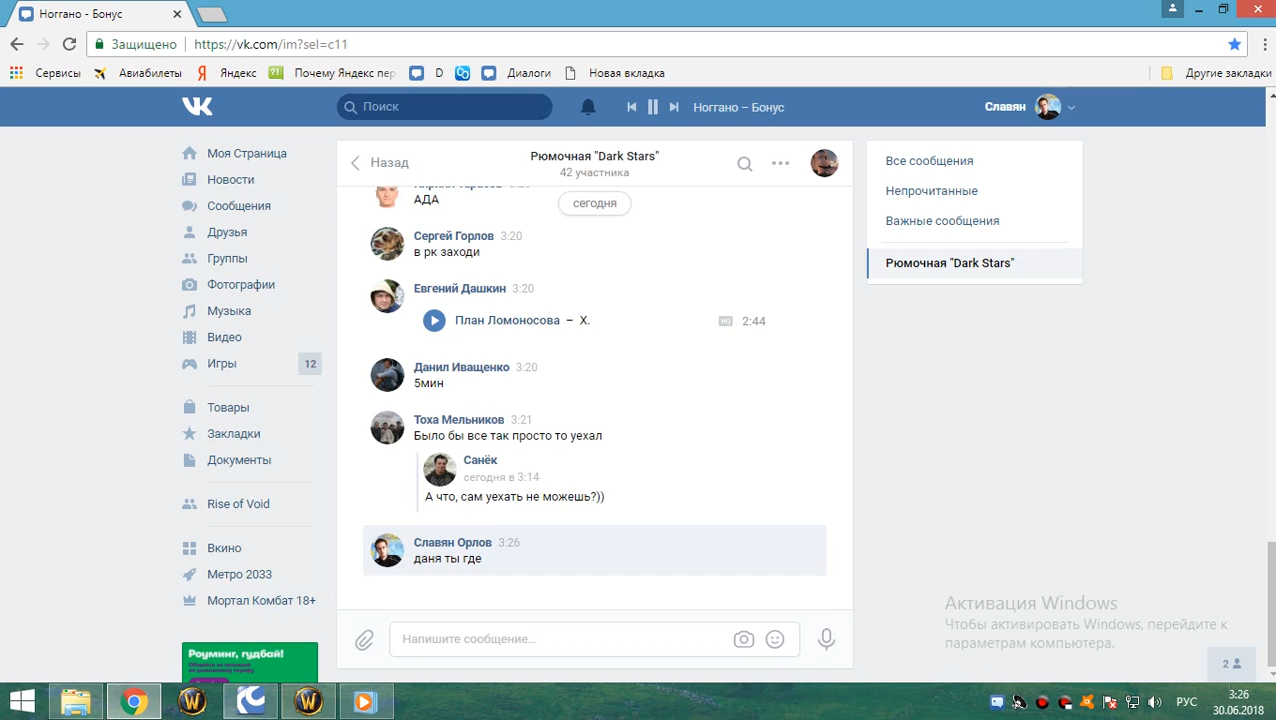 Ноггано - Бонус
Защищено
https://vk.com/im?sel=c11
Сервисы
Авиабилеты
Яндекс
Почему Яндекс пер
D
Диалоги
Новая вкладка
Другие закладки
Поиск
Ноггано – Бонус
Славян
Моя Страница
Новости
Сообщения
Друзья
Группы
Фотографии
Музыка
Видео
Игры 12
Товары
Закладки
Документы
Rise of Void
Вкино
Метро 2033
Мортал Комбат 18+
Роуминг, гудбай!
Назад
Рюмочная "Dark Stars"
42 участника
АДА
сегодня
Сергей Горлов 3:20
в рк заходи
Евгений Дашкин 3:20
План Ломоносова – X.
HQ 2:44
Данил Иващенко 3:20
5мин
Тоха Мельников 3:21
Было бы все так просто то уехал
Санёк
сегодня в 3:14
А что, сам уехать не можешь?))
Славян Орлов 3:26
даня ты где
Напишите сообщение...
Все сообщения
Непрочитанные
Важные сообщения
Рюмочная "Dark Stars"
Активация Windows
Чтобы активировать Windows, перейдите к
параметрам компьютера.
2
РУС
3:26
30.06.2018